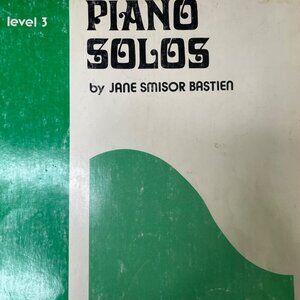 level 3
PIANO
SOLOS
by JANE SMISOR BASTIEN